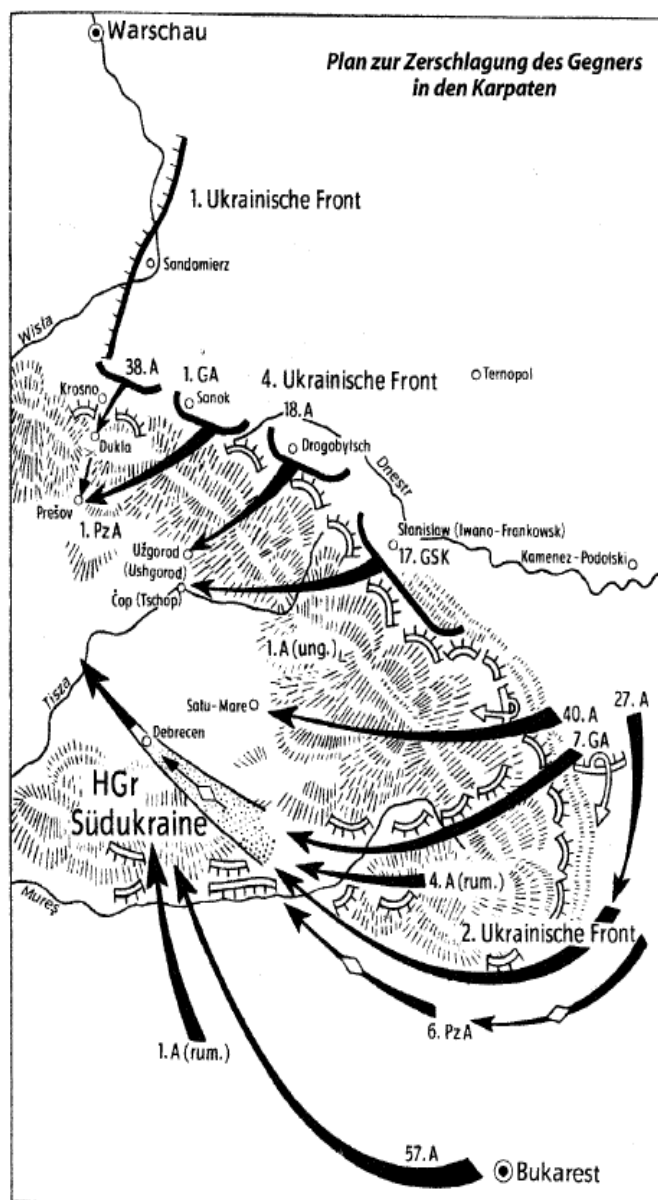 Warschau
Plan zur Zerschlagung des Gegners
in den Karpaten
1. Ukrainische Front
Sandomierz
Wisła
38. A
1. GA
4. Ukrainische Front
Ternopol
Krosno
Sanok
18. A
Dukla
Drogobytsch
Dnestr
Prešov
1. PzA
Stanislaw (Iwano-Frankowsk)
Užgorod
(Ushgorod)
17. GSK
Kamenez-Podolski
Čop (Tschop)
1. A (ung.)
Tisza
Satu-Mare
40. A
27. A
Debrecen
7. GA
HGr
Südukraine
4. A (rum.)
Mureş
2. Ukrainische Front
6. PzA
1. A (rum.)
57. A
Bukarest